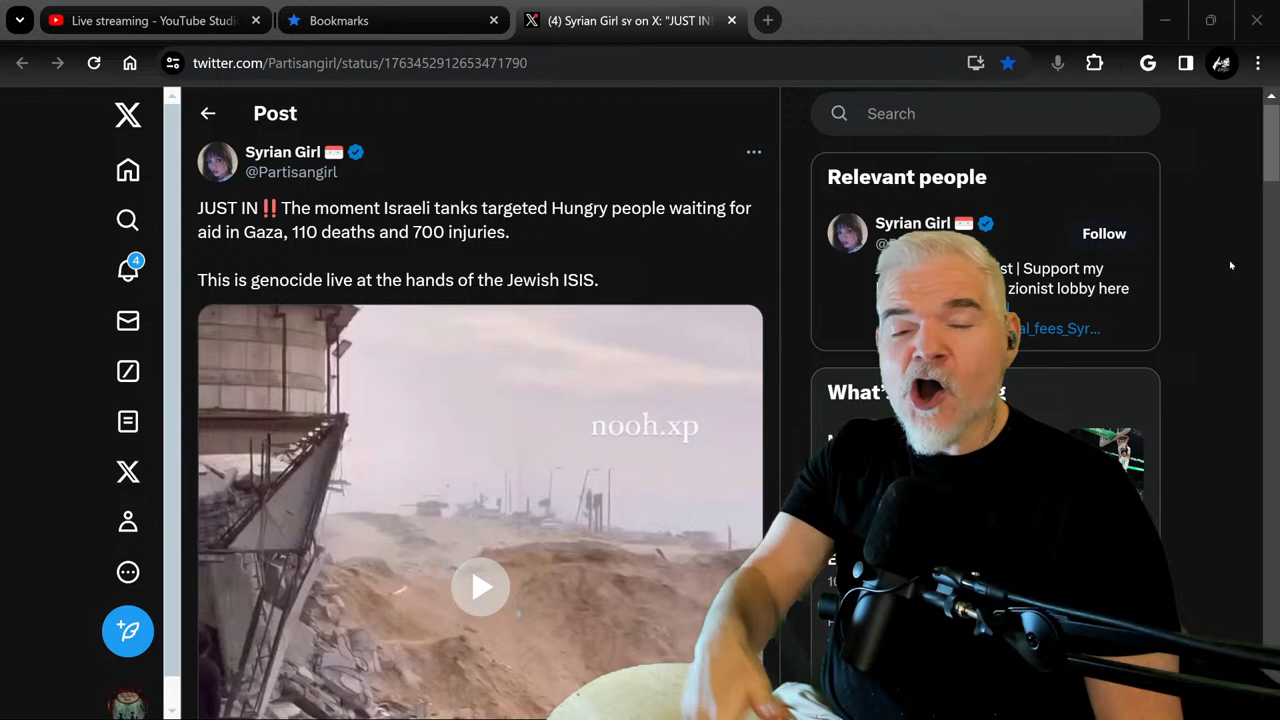 Live streaming - YouTube Studi
Bookmarks
(4) Syrian Girl sv on X: "JUST IN!
twitter.com/Partisangirl/status/1763452912653471790
Post
Search
Syrian Girl
@Partisangirl
JUST IN‼The moment Israeli tanks targeted Hungry people waiting for
aid in Gaza, 110 deaths and 700 injuries.
This is genocide live at the hands of the Jewish ISIS.
nooh.xp
4
Relevant people
Syrian Girl
Follow
| Support my
zionist lobby here
al_fees_Syr...